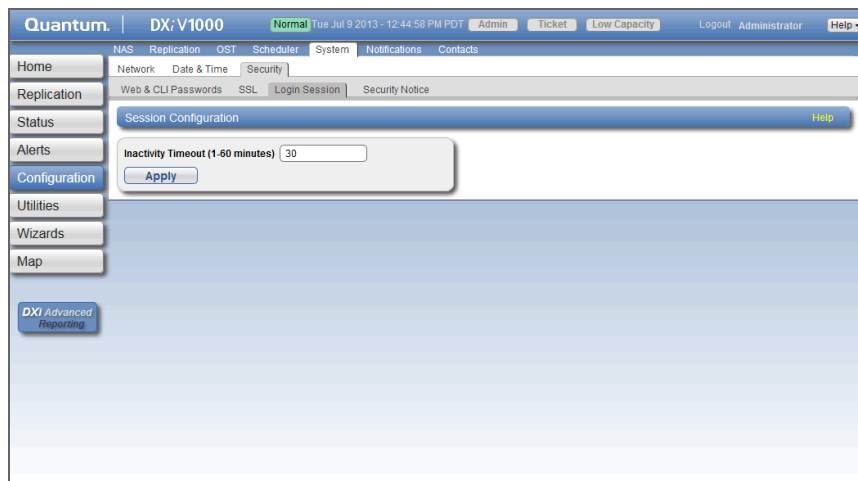 Quantum. DXi V1000 Normal Tue Jul 9 2013 - 12:44:58 PM PDT Admin Ticket Low Capacity Logout Administrator Help
NAS Replication OST Scheduler System Notifications Contacts
Home
Network Date & Time Security
Replication
Web & CLI Passwords SSL Login Session Security Notice
Status
Session Configuration Help
Alerts
Inactivity Timeout (1-60 minutes) 30
Configuration
Apply
Utilities
Wizards
Map
DXi Advanced
Reporting